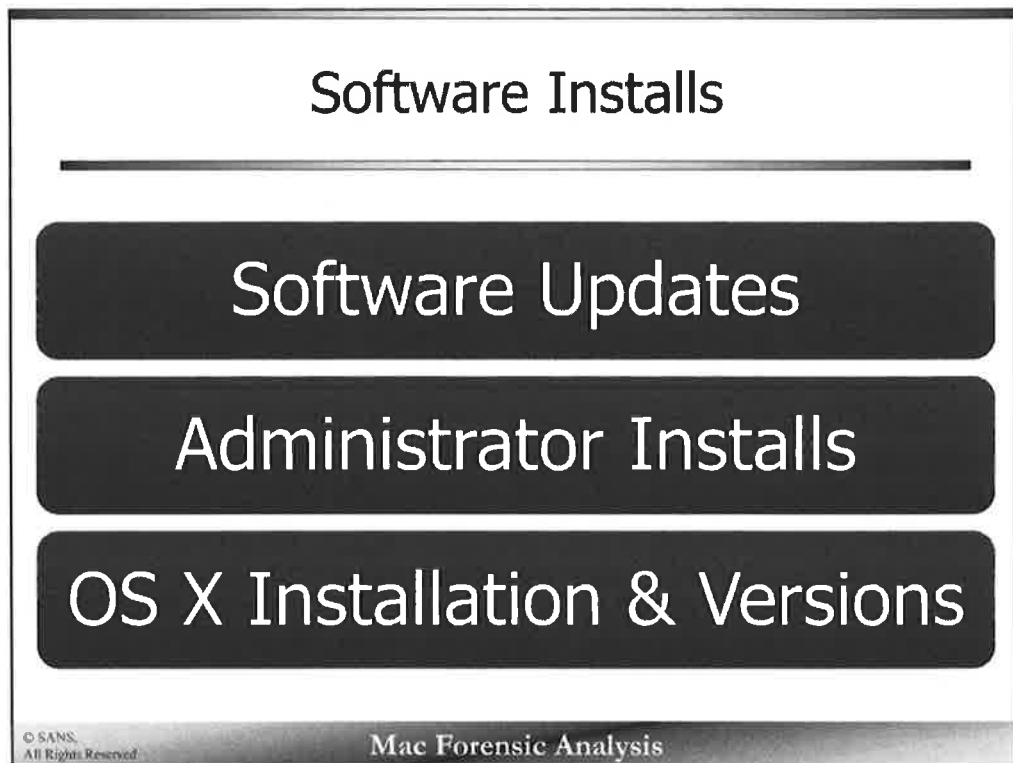 Software Installs
Software Updates
Administrator Installs
OS X Installation & Versions
© SANS,
All Rights Reserved
Mac Forensic Analysis